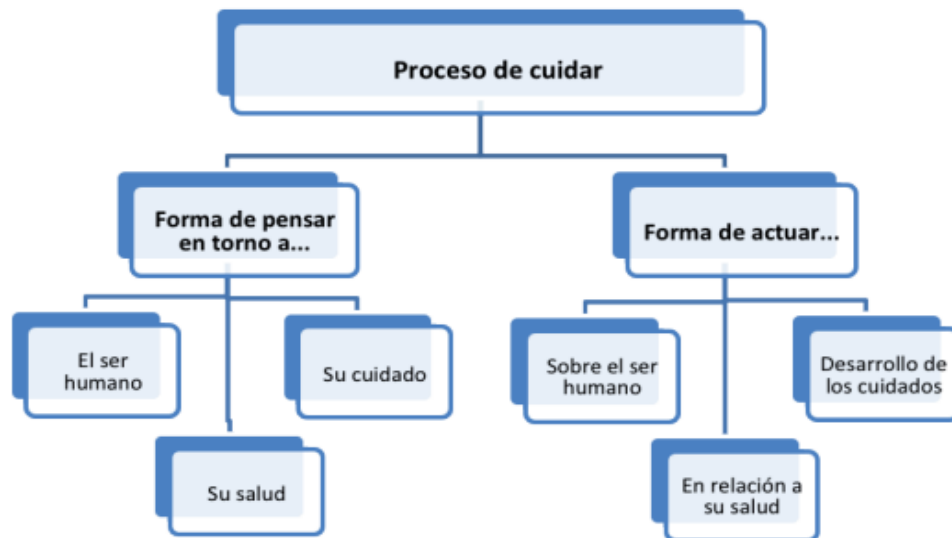 Proceso de cuidar
Forma de pensar
en torno a...
Forma de actuar...
El ser
humano
Su cuidado
Su salud
Sobre el ser
humano
Desarrollo de
los cuidados
En relación a
su salud